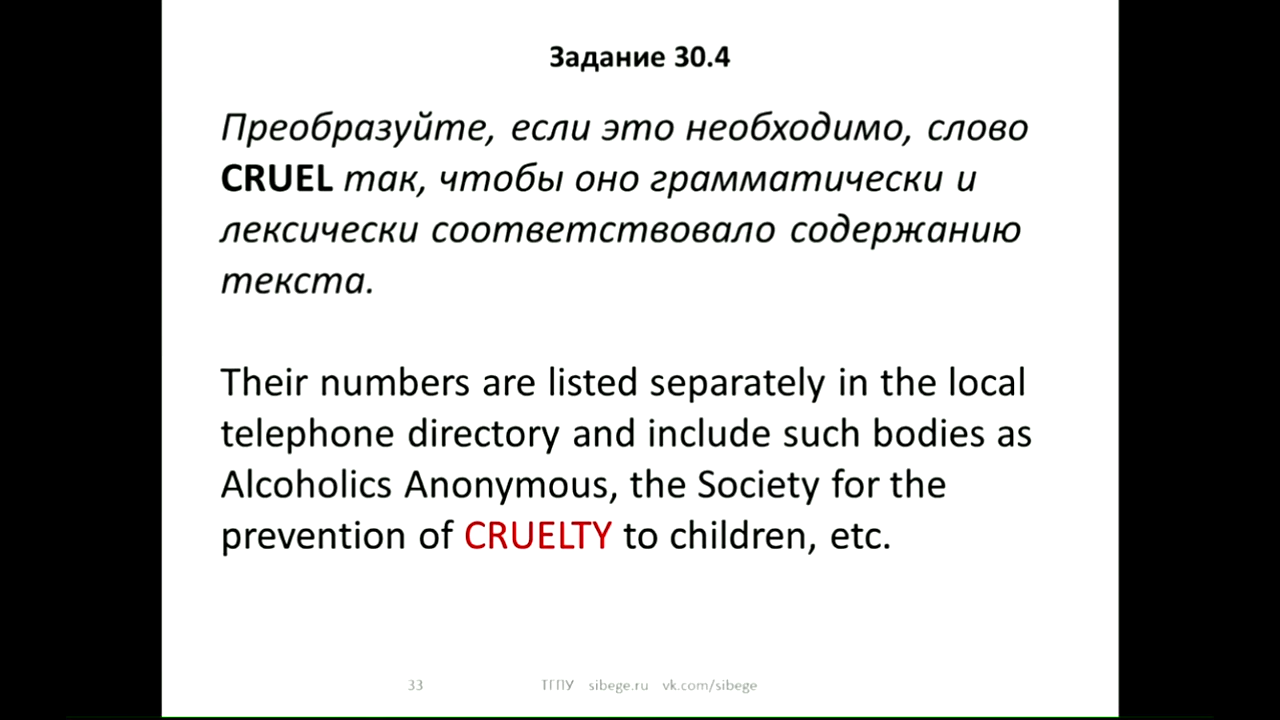 Задание 30.4
Преобразуйте, если это необходимо, слово
CRUEL так, чтобы оно грамматически и
лексически соответствовало содержанию
текста.
Their numbers are listed separately in the local
telephone directory and include such bodies as
Alcoholics Anonymous, the Society for the
prevention of CRUELTY to children, etc.
33 ТГПУ sibege.ru vk.com/sibege